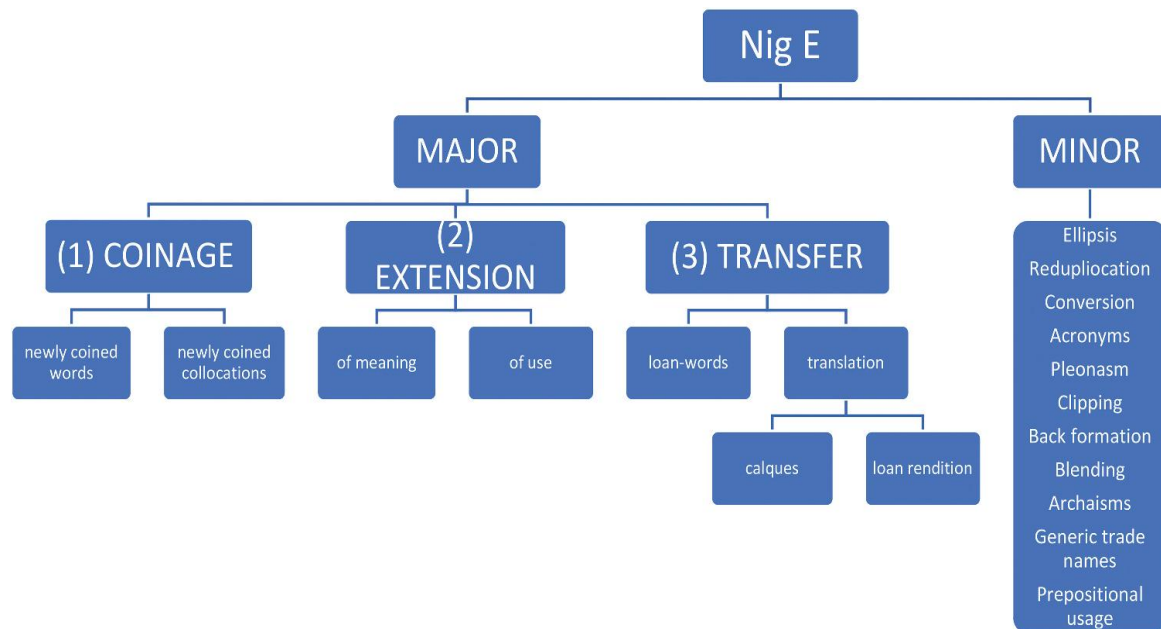 Nig E
MAJOR
MINOR
(1) COINAGE
(2)
EXTENSION
(3) TRANSFER
newly coined
words
newly coined
collocations
of meaning
of use
loan-words
translation
calques
loan rendition
Ellipsis
Redupliocation
Conversion
Acronyms
Pleonasm
Clipping
Back formation
Blending
Archaisms
Generic trade
names
Prepositional
usage